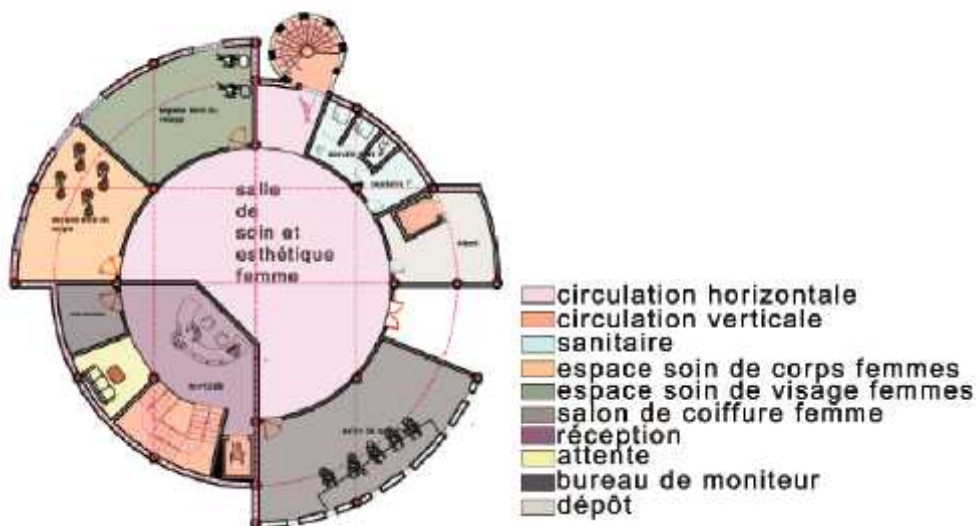 salle
de
soin et
esthétique
femme
circulation horizontale
circulation verticale
sanitaire
espace soin de corps femmes
espace soin de visage femmes
salon de coiffure femme
réception
attente
bureau de moniteur
dépôt